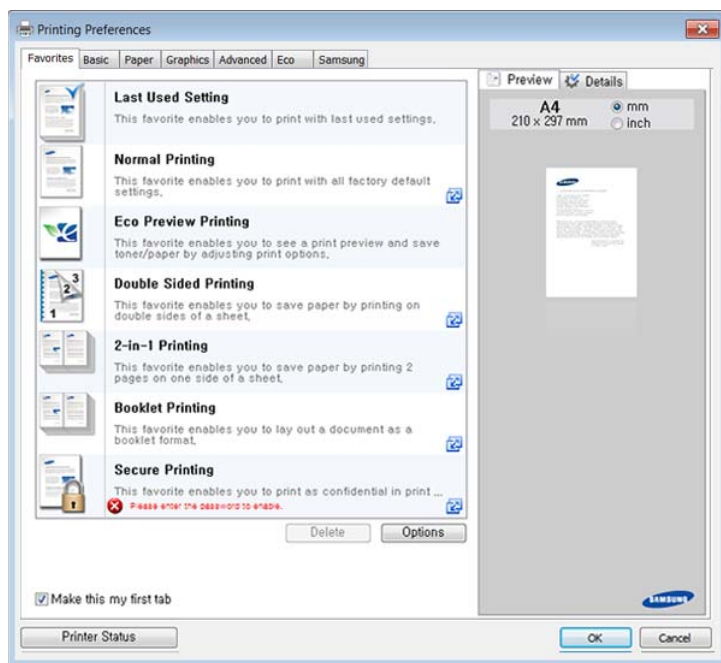 Printing Preferences
Favorites Basic Paper Graphics Advanced Eco Samsung
Last Used Setting
This favorite enables you to print with last used settings.
Normal Printing
This favorite enables you to print with all factory default
settings.
Eco Preview Printing
This favorite enables you to see a print preview and save
toner/paper by adjusting print options.
Double Sided Printing
This favorite enables you to save paper by printing on
double sides of a sheet.
2-in-1 Printing
This favorite enables you to save paper by printing 2
pages on one side of a sheet.
Booklet Printing
This favorite enables you to lay out a document as a
booklet format.
Secure Printing
This favorite enables you to print as confidential in print ...
Please enter the password to enable.
1 2 3
Delete Options
Make this my first tab
Printer Status
Preview Details
A4
210 x 297 mm
mm
inch
SAMSUNG
OK Cancel